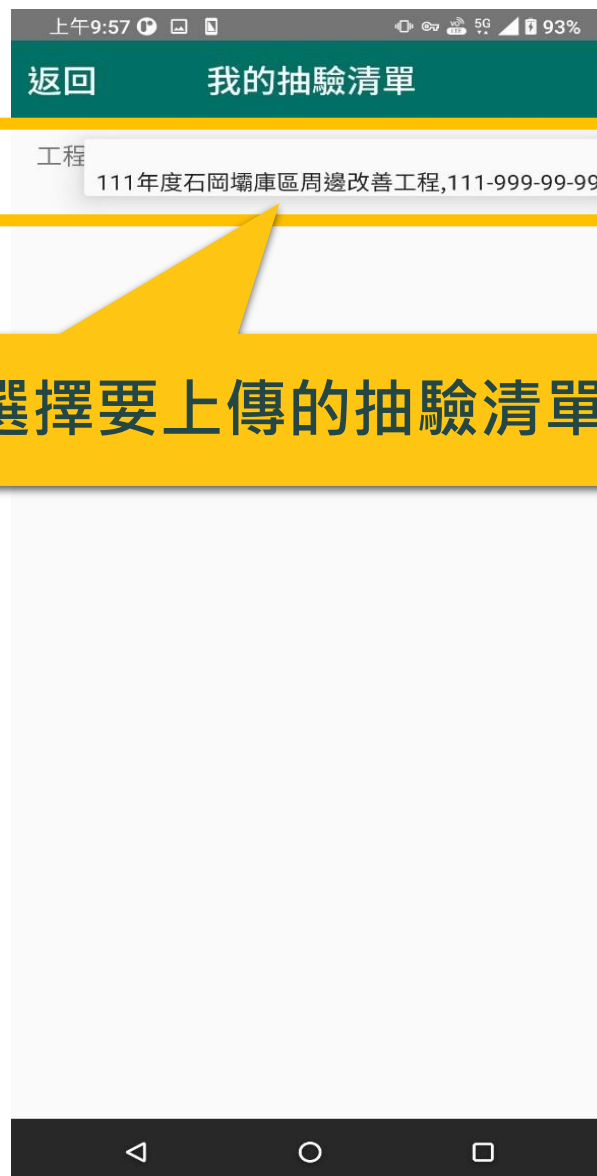 上午9:57 5G 93%
返回 我的抽驗清單
工程
111年度石岡壩庫區周邊改善工程,111-999-99-99
選擇要上傳的抽驗清單